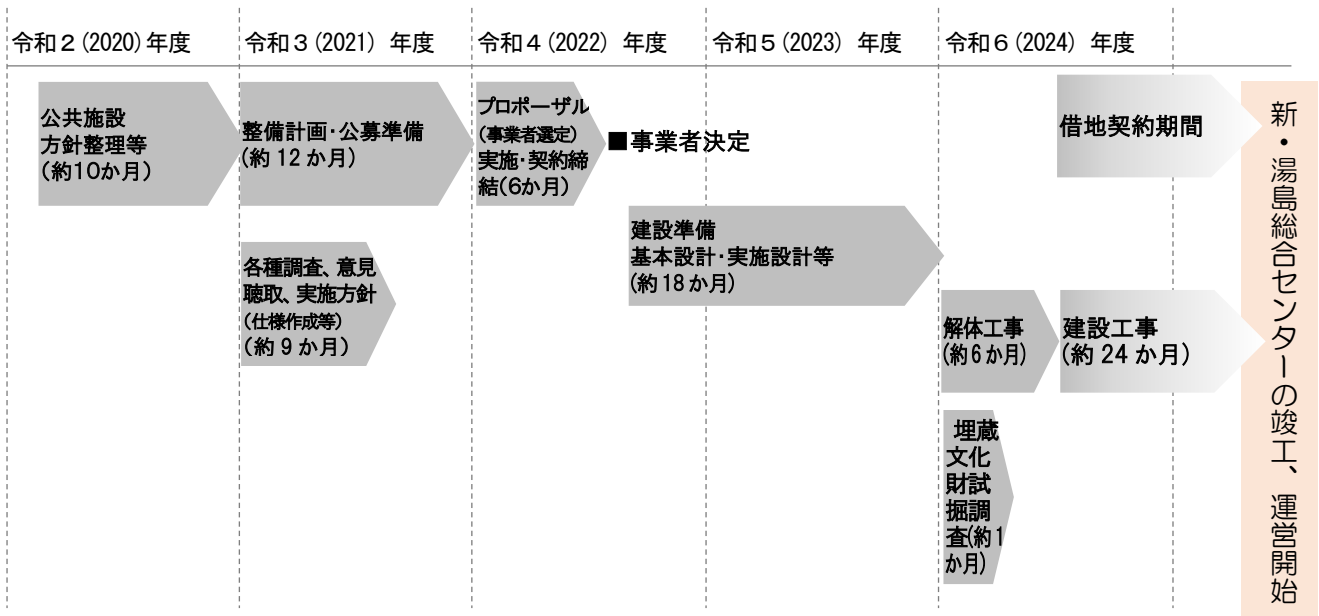 令和2(2020)年度
令和3(2021) 年度
令和4(2022) 年度
令和5(2023) 年度
令和6(2024) 年度
公共施設
方針整理等
(約10か月)
整備計画・公募準備
(約 12 か月)
プロポーザル
(事業者選定)
実施・契約締
結(6か月)
■事業者決定
借地契約期間
建設準備
基本設計・実施設計等
(約 18 か月)
各種調査、意見
聴取、実施方針
(仕様作成等)
(約 9 か月)
解体工事
(約6か月)
建設工事
(約 24 か月)
埋蔵
文化
財試
掘調
査(約1
か月)
新・湯島総合センターの竣工、運営開始